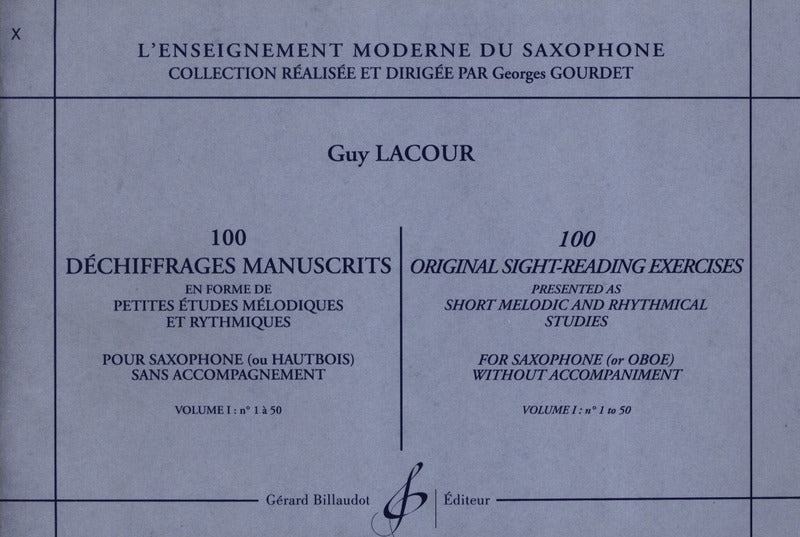 X
L'ENSEIGNEMENT MODERNE DU SAXOPHONE
COLLECTION RÉALISÉE ET DIRIGÉE PAR Georges GOURDET
Guy LACOUR
100
DÉCHIFFRAGES MANUSCRITS
EN FORME DE
PETITES ÉTUDES MÉLODIQUES
ET RYTHMIQUES
POUR SAXOPHONE (ou HAUTBOIS)
SANS ACCOMPAGNEMENT
VOLUME I : n° 1 à 50
100
ORIGINAL SIGHT-READING EXERCISES
PRESENTED AS
SHORT MELODIC AND RHYTHMICAL
STUDIES
FOR SAXOPHONE (or OBOE)
WITHOUT ACCOMPANIMENT
VOLUME I : n° 1 to 50
Gérard Billaudot Éditeur